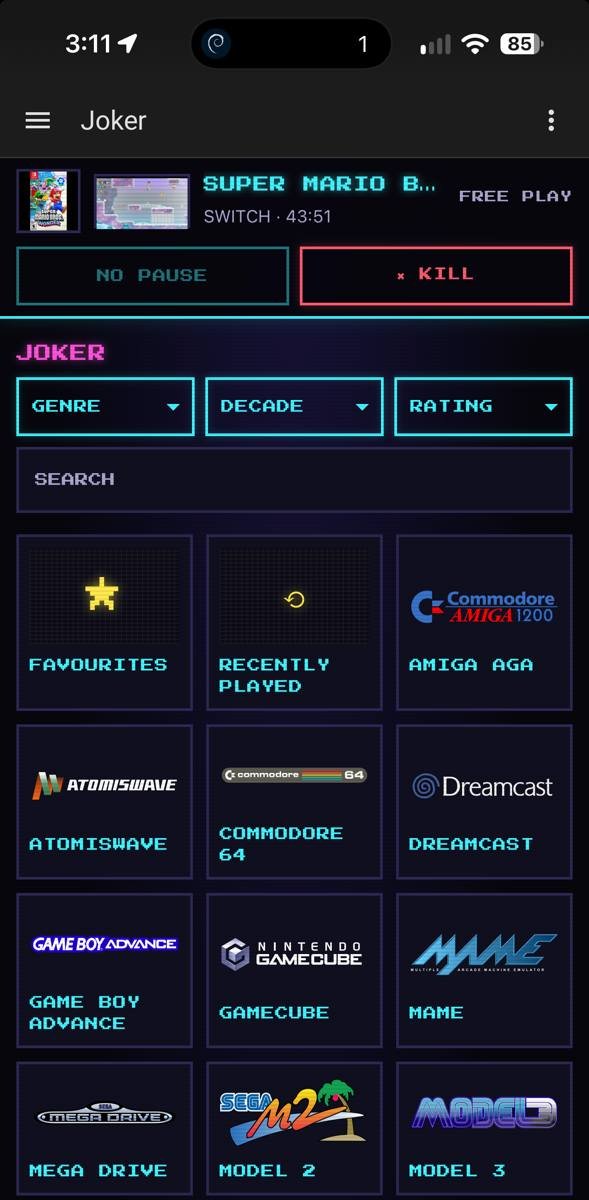 3:11
1
85
Joker
SUPER MARIO B...
SWITCH · 43:51
FREE PLAY
NO PAUSE
× KILL
JOKER
GENRE
DECADE
RATING
SEARCH
FAVOURITES
RECENTLY
PLAYED
Commodore
AMIGA 1200
AMIGA AGA
ATOMISWAVE
ATOMISWAVE
commodore 64
COMMODORE
64
Dreamcast
DREAMCAST
GAME BOY ADVANCE
GAME BOY
ADVANCE
NINTENDO
GAMECUBE
GAMECUBE
MAME
MULTIPLE ARCADE MACHINE EMULATOR
MAME
SEGA
MEGA DRIVE
MEGA DRIVE
SEGA M2
MODEL 2
MODEL3
MODEL 3